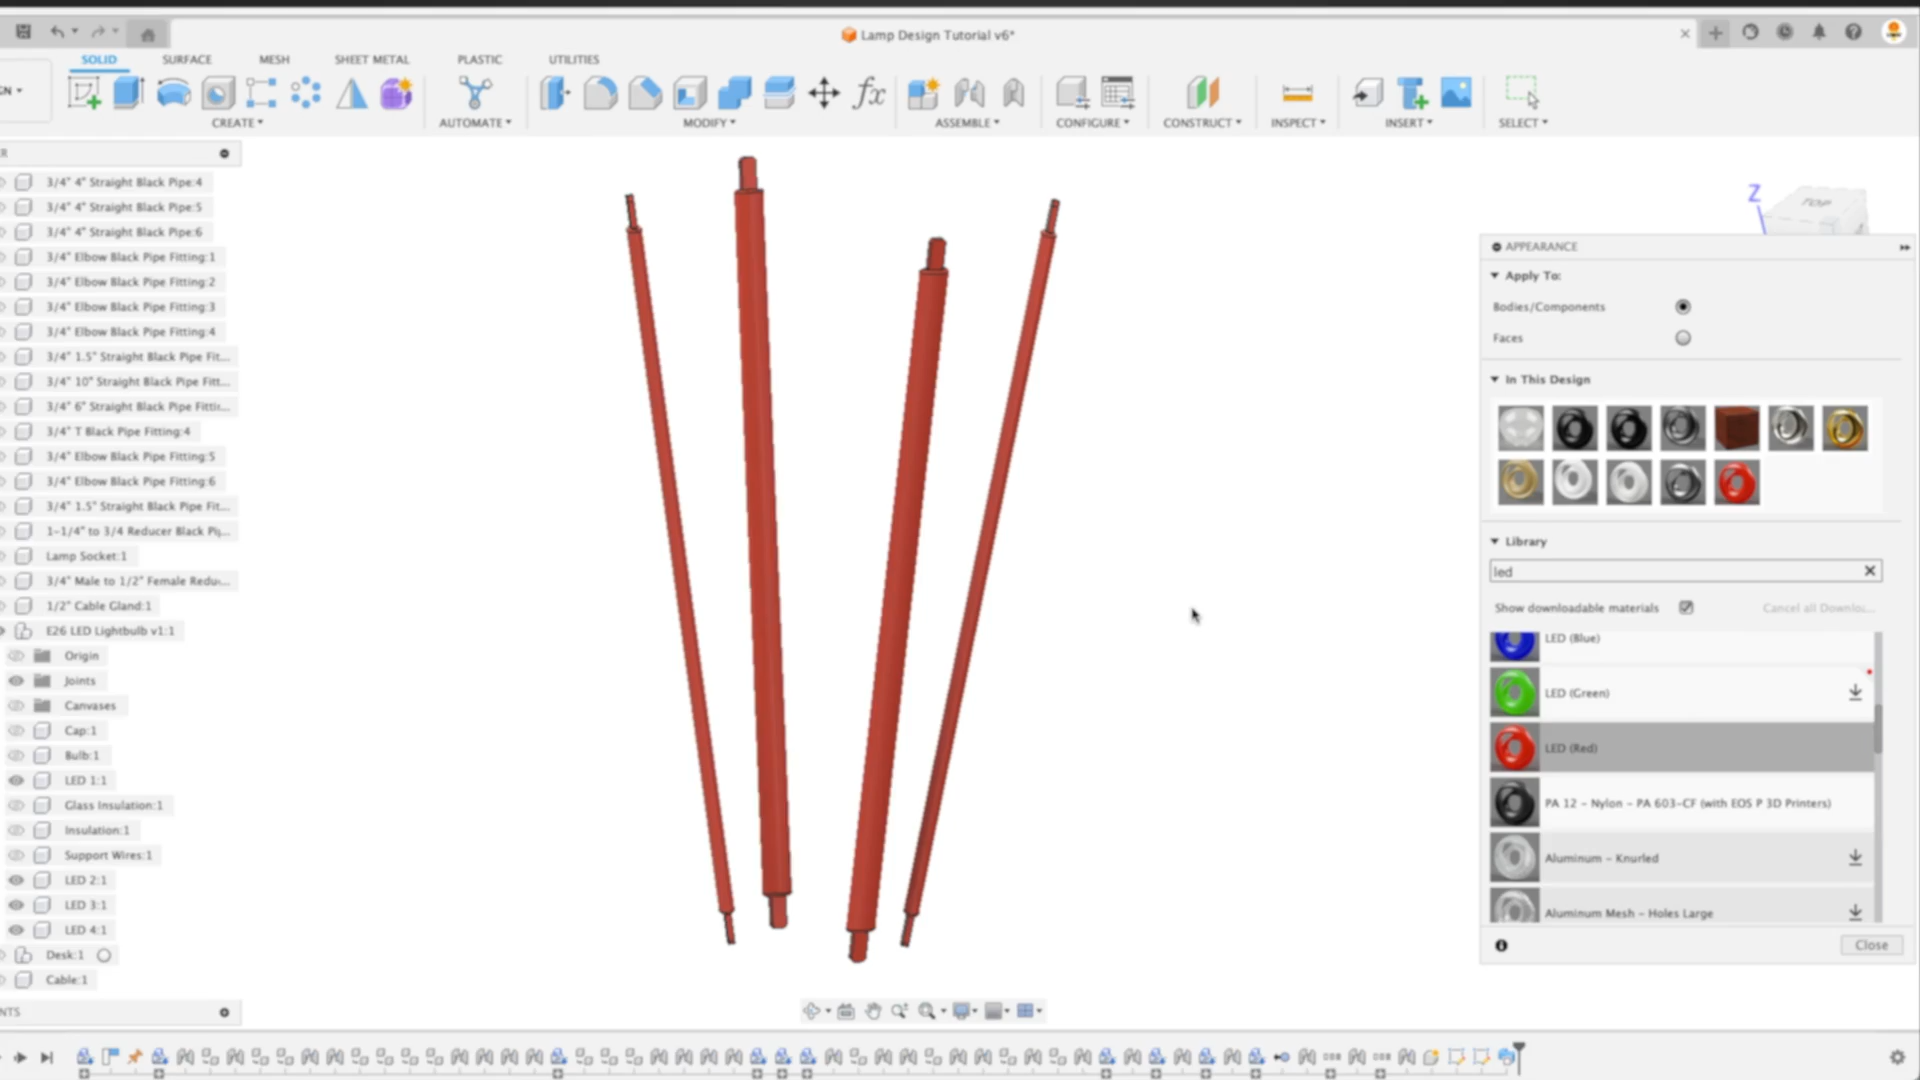 Lamp Design Tutorial v6*
SOLID SURFACE MESH SHEET METAL PLASTIC UTILITIES
GN
CREATE AUTOMATE MODIFY ASSEMBLE CONFIGURE CONSTRUCT INSPECT INSERT SELECT
fx
R
3/4" 4" Straight Black Pipe:4
3/4" 4" Straight Black Pipe:5
3/4" 4" Straight Black Pipe:6
3/4" Elbow Black Pipe Fitting:1
3/4" Elbow Black Pipe Fitting:2
3/4" Elbow Black Pipe Fitting:3
3/4" Elbow Black Pipe Fitting:4
3/4" 1.5" Straight Black Pipe Fit...
3/4" 10" Straight Black Pipe Fitt...
3/4" 6" Straight Black Pipe Fittin...
3/4" T Black Pipe Fitting:4
3/4" Elbow Black Pipe Fitting:5
3/4" Elbow Black Pipe Fitting:6
3/4" 1.5" Straight Black Pipe Fit...
1-1/4" to 3/4 Reducer Black Pip...
Lamp Socket:1
3/4" Male to 1/2" Female Redu...
1/2" Cable Gland:1
E26 LED Lightbulb v1:1
Origin
Joints
Canvases
Cap:1
Bulb:1
LED 1:1
Glass Insulation:1
Insulation:1
Support Wires:1
LED 2:1
LED 3:1
LED 4:1
Desk:1
Cable:1
NTS
Z
TOP
APPEARANCE
Apply To:
Bodies/Components
Faces
In This Design
Library
led
Show downloadable materials Cancel all Downloa...
LED (Blue)
LED (Green)
LED (Red)
PA 12 - Nylon - PA 603-CF (with EOS P 3D Printers)
Aluminum - Knurled
Aluminum Mesh - Holes Large
Close